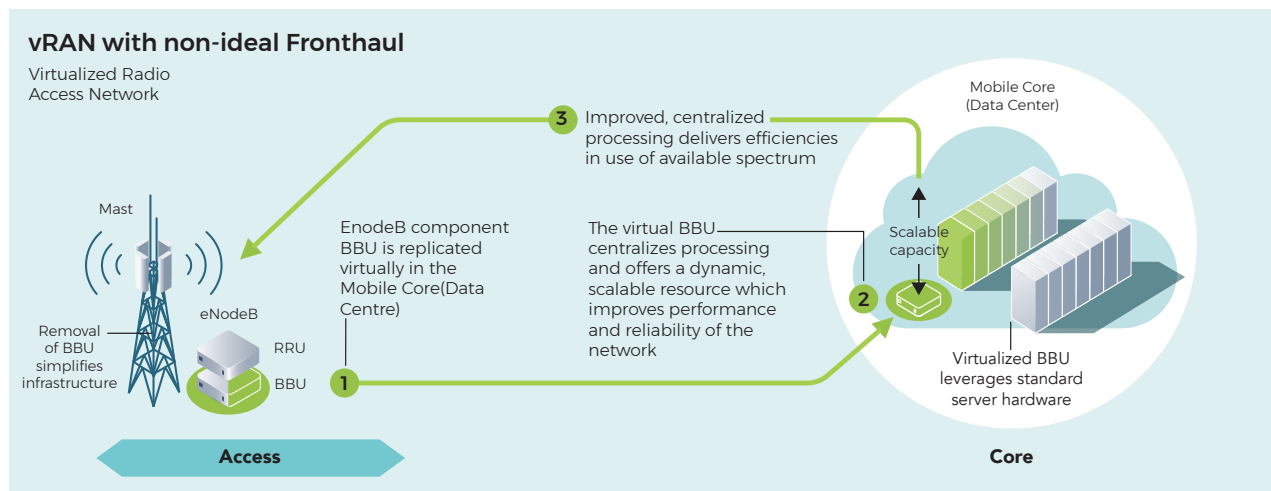 vRAN with non-ideal Fronthaul
Virtualized Radio
Access Network
Mobile Core
(Data Center)
3
Improved, centralized
processing delivers efficiencies
in use of available spectrum
Mast
EnodeB component
BBU is replicated
virtually in the
Mobile Core(Data
Centre)
The virtual BBU
centralizes processing
and offers a dynamic,
scalable resource which
improves performance
and reliability of the
network
Scalable
capacity
2
eNodeB
Removal
of BBU
simplifies
infrastructure
RRU
BBU
1
Virtualized BBU
leverages standard
server hardware
Access
Core